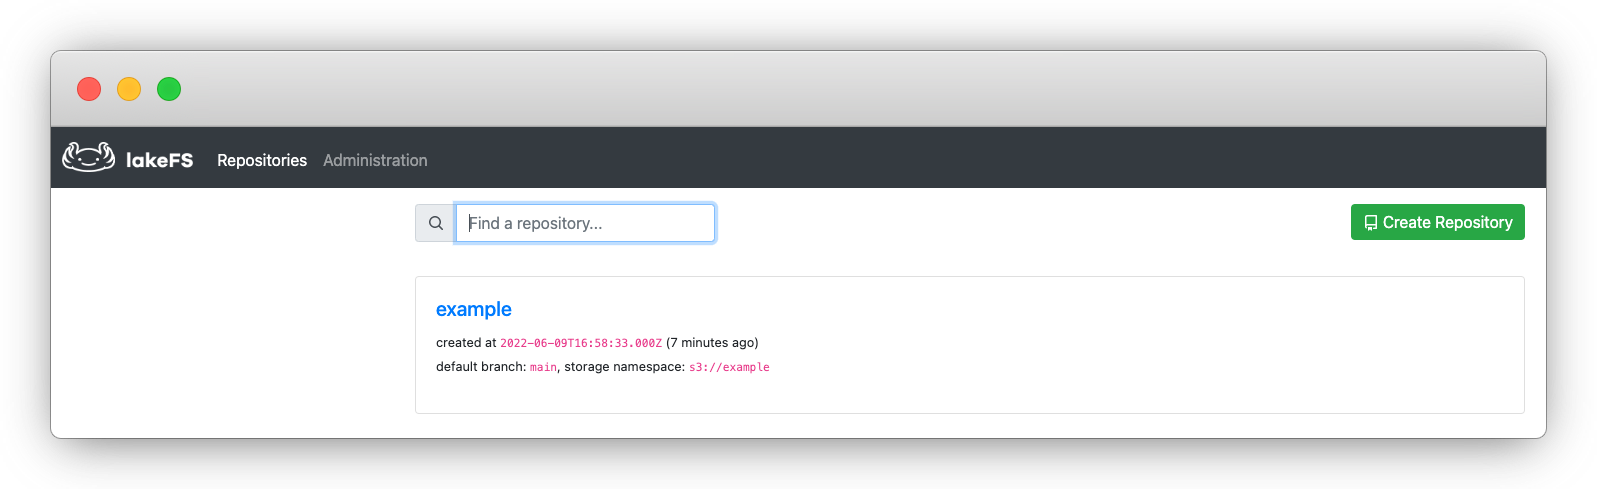 lakeFS Repositories Administration
Find a repository...
Create Repository
example
created at 2022-06-09T16:58:33.000Z (7 minutes ago)
default branch: main, storage namespace: s3://example